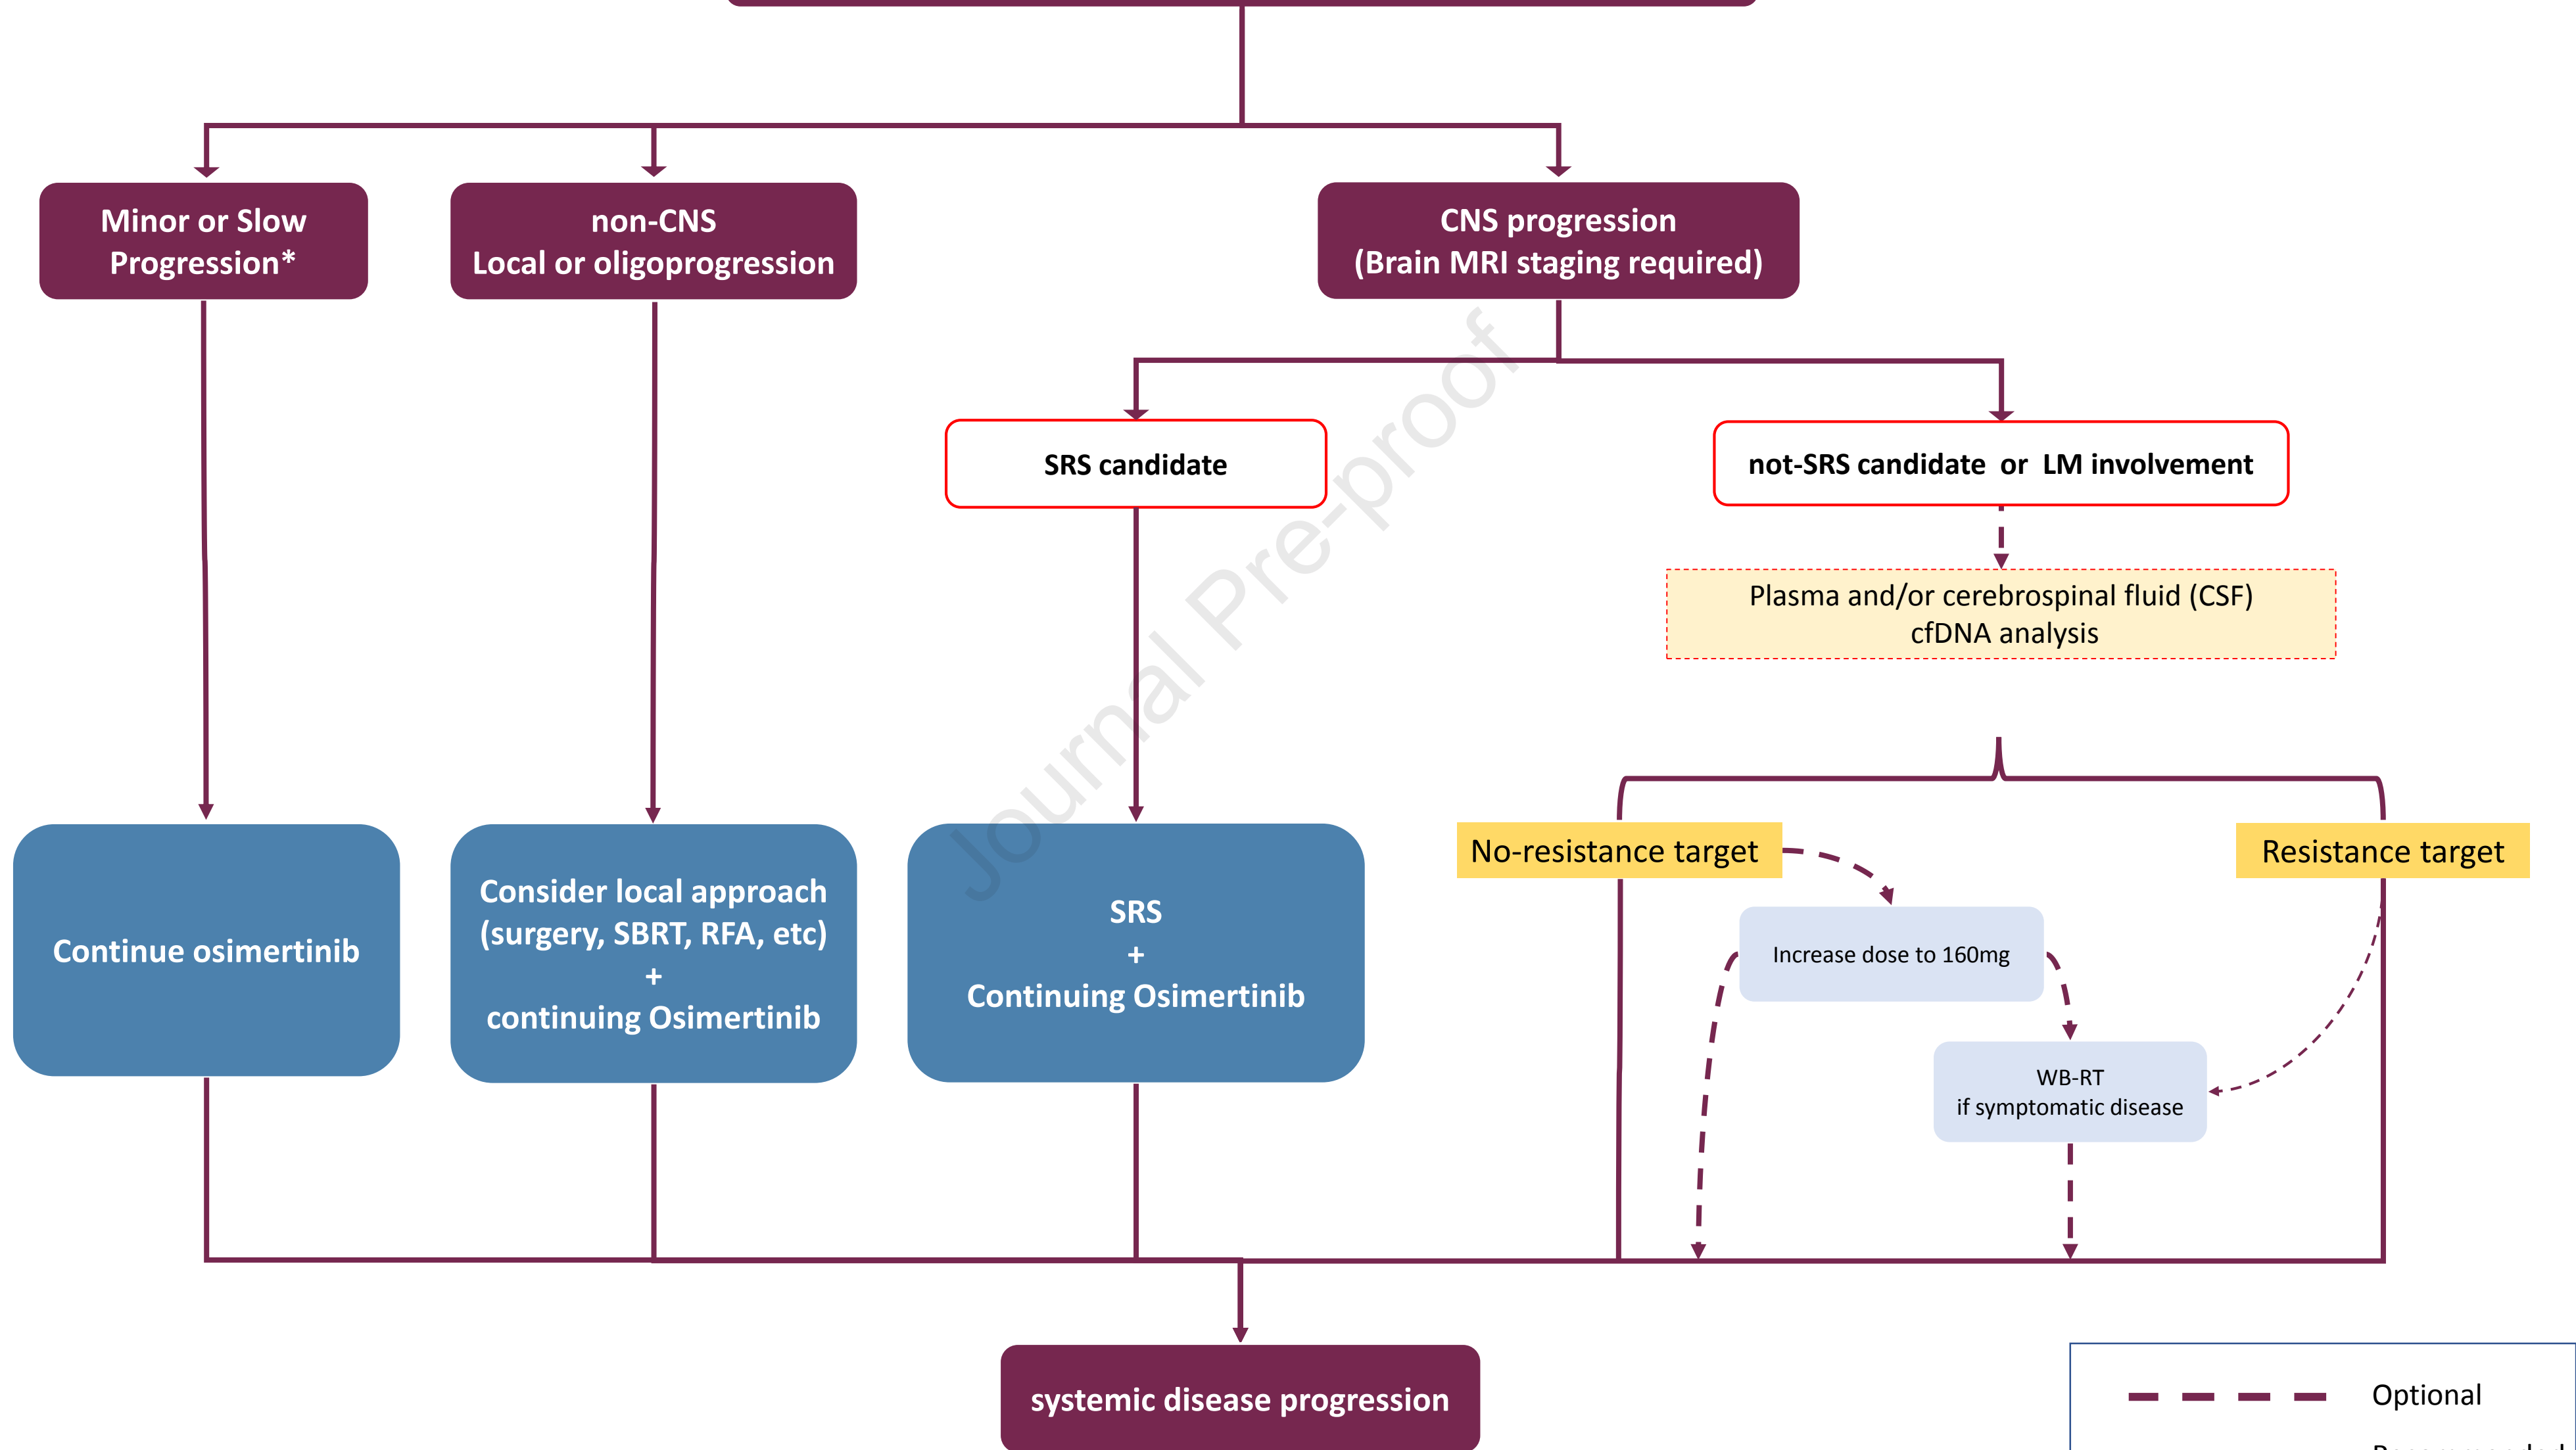 Minor or Slow
Progression*
non-CNS
Local or oligoprogression
CNS progression
(Brain MRI staging required)
SRS candidate
not-SRS candidate or LM involvement
Plasma and/or cerebrospinal fluid (CSF)
cfDNA analysis
Journal Pre-proof
No-resistance target
Resistance target
Continue osimertinib
Consider local approach
(surgery, SBRT, RFA, etc)
+
continuing Osimertinib
SRS
+
Continuing Osimertinib
Increase dose to 160mg
WB-RT
if symptomatic disease
systemic disease progression
Optional
Recommended